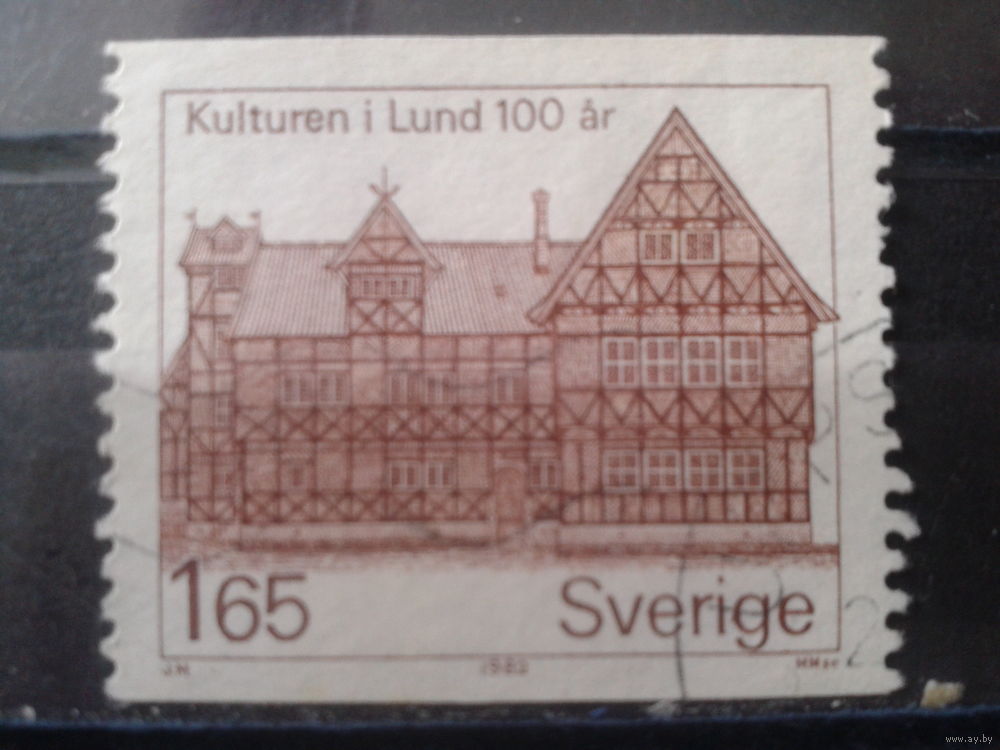 Kulturen i Lund 100 år
165
Sverige
J.N.
1982
www.ay.by